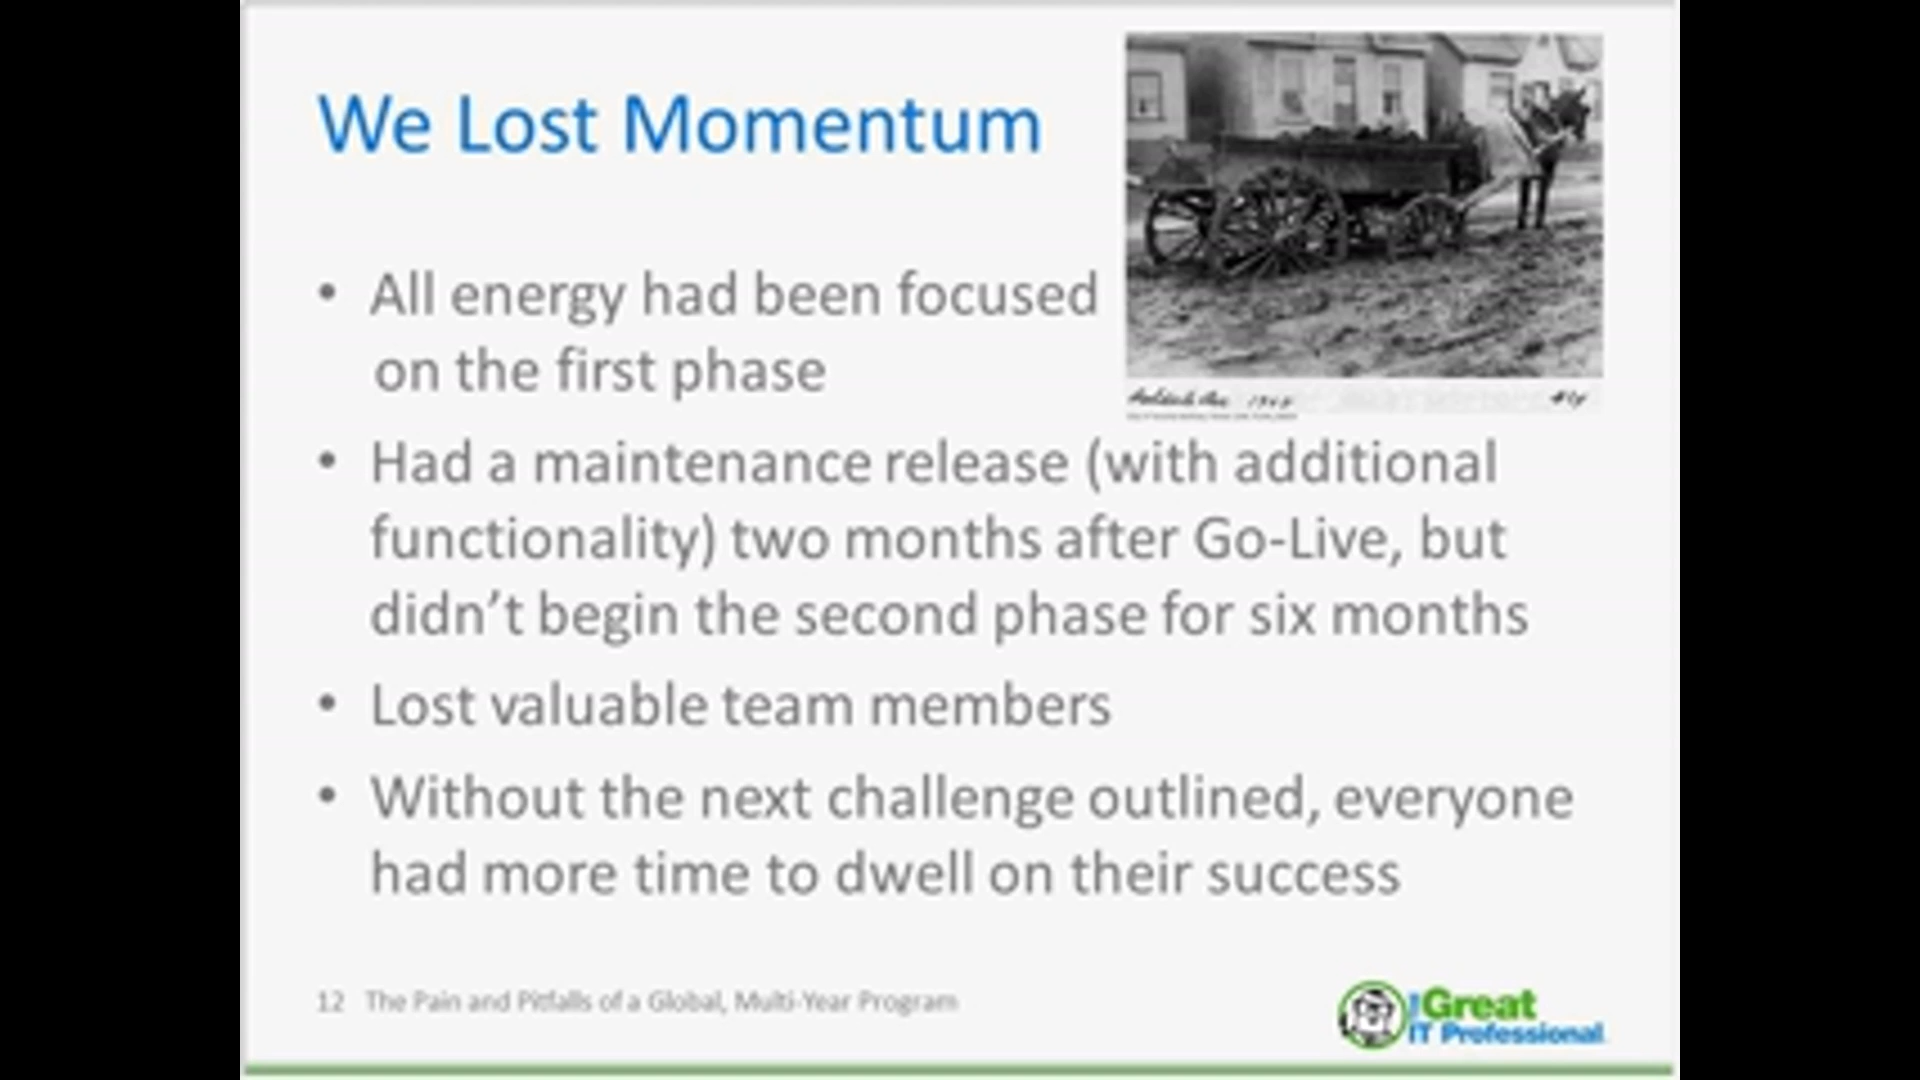 We Lost Momentum
• All energy had been focused
on the first phase
• Had a maintenance release (with additional
functionality) two months after Go-Live, but
didn't begin the second phase for six months
• Lost valuable team members
• Without the next challenge outlined, everyone
had more time to dwell on their success
12 The Pain and Pitfalls of a Global, Multi-Year Program
Great
IT Professional